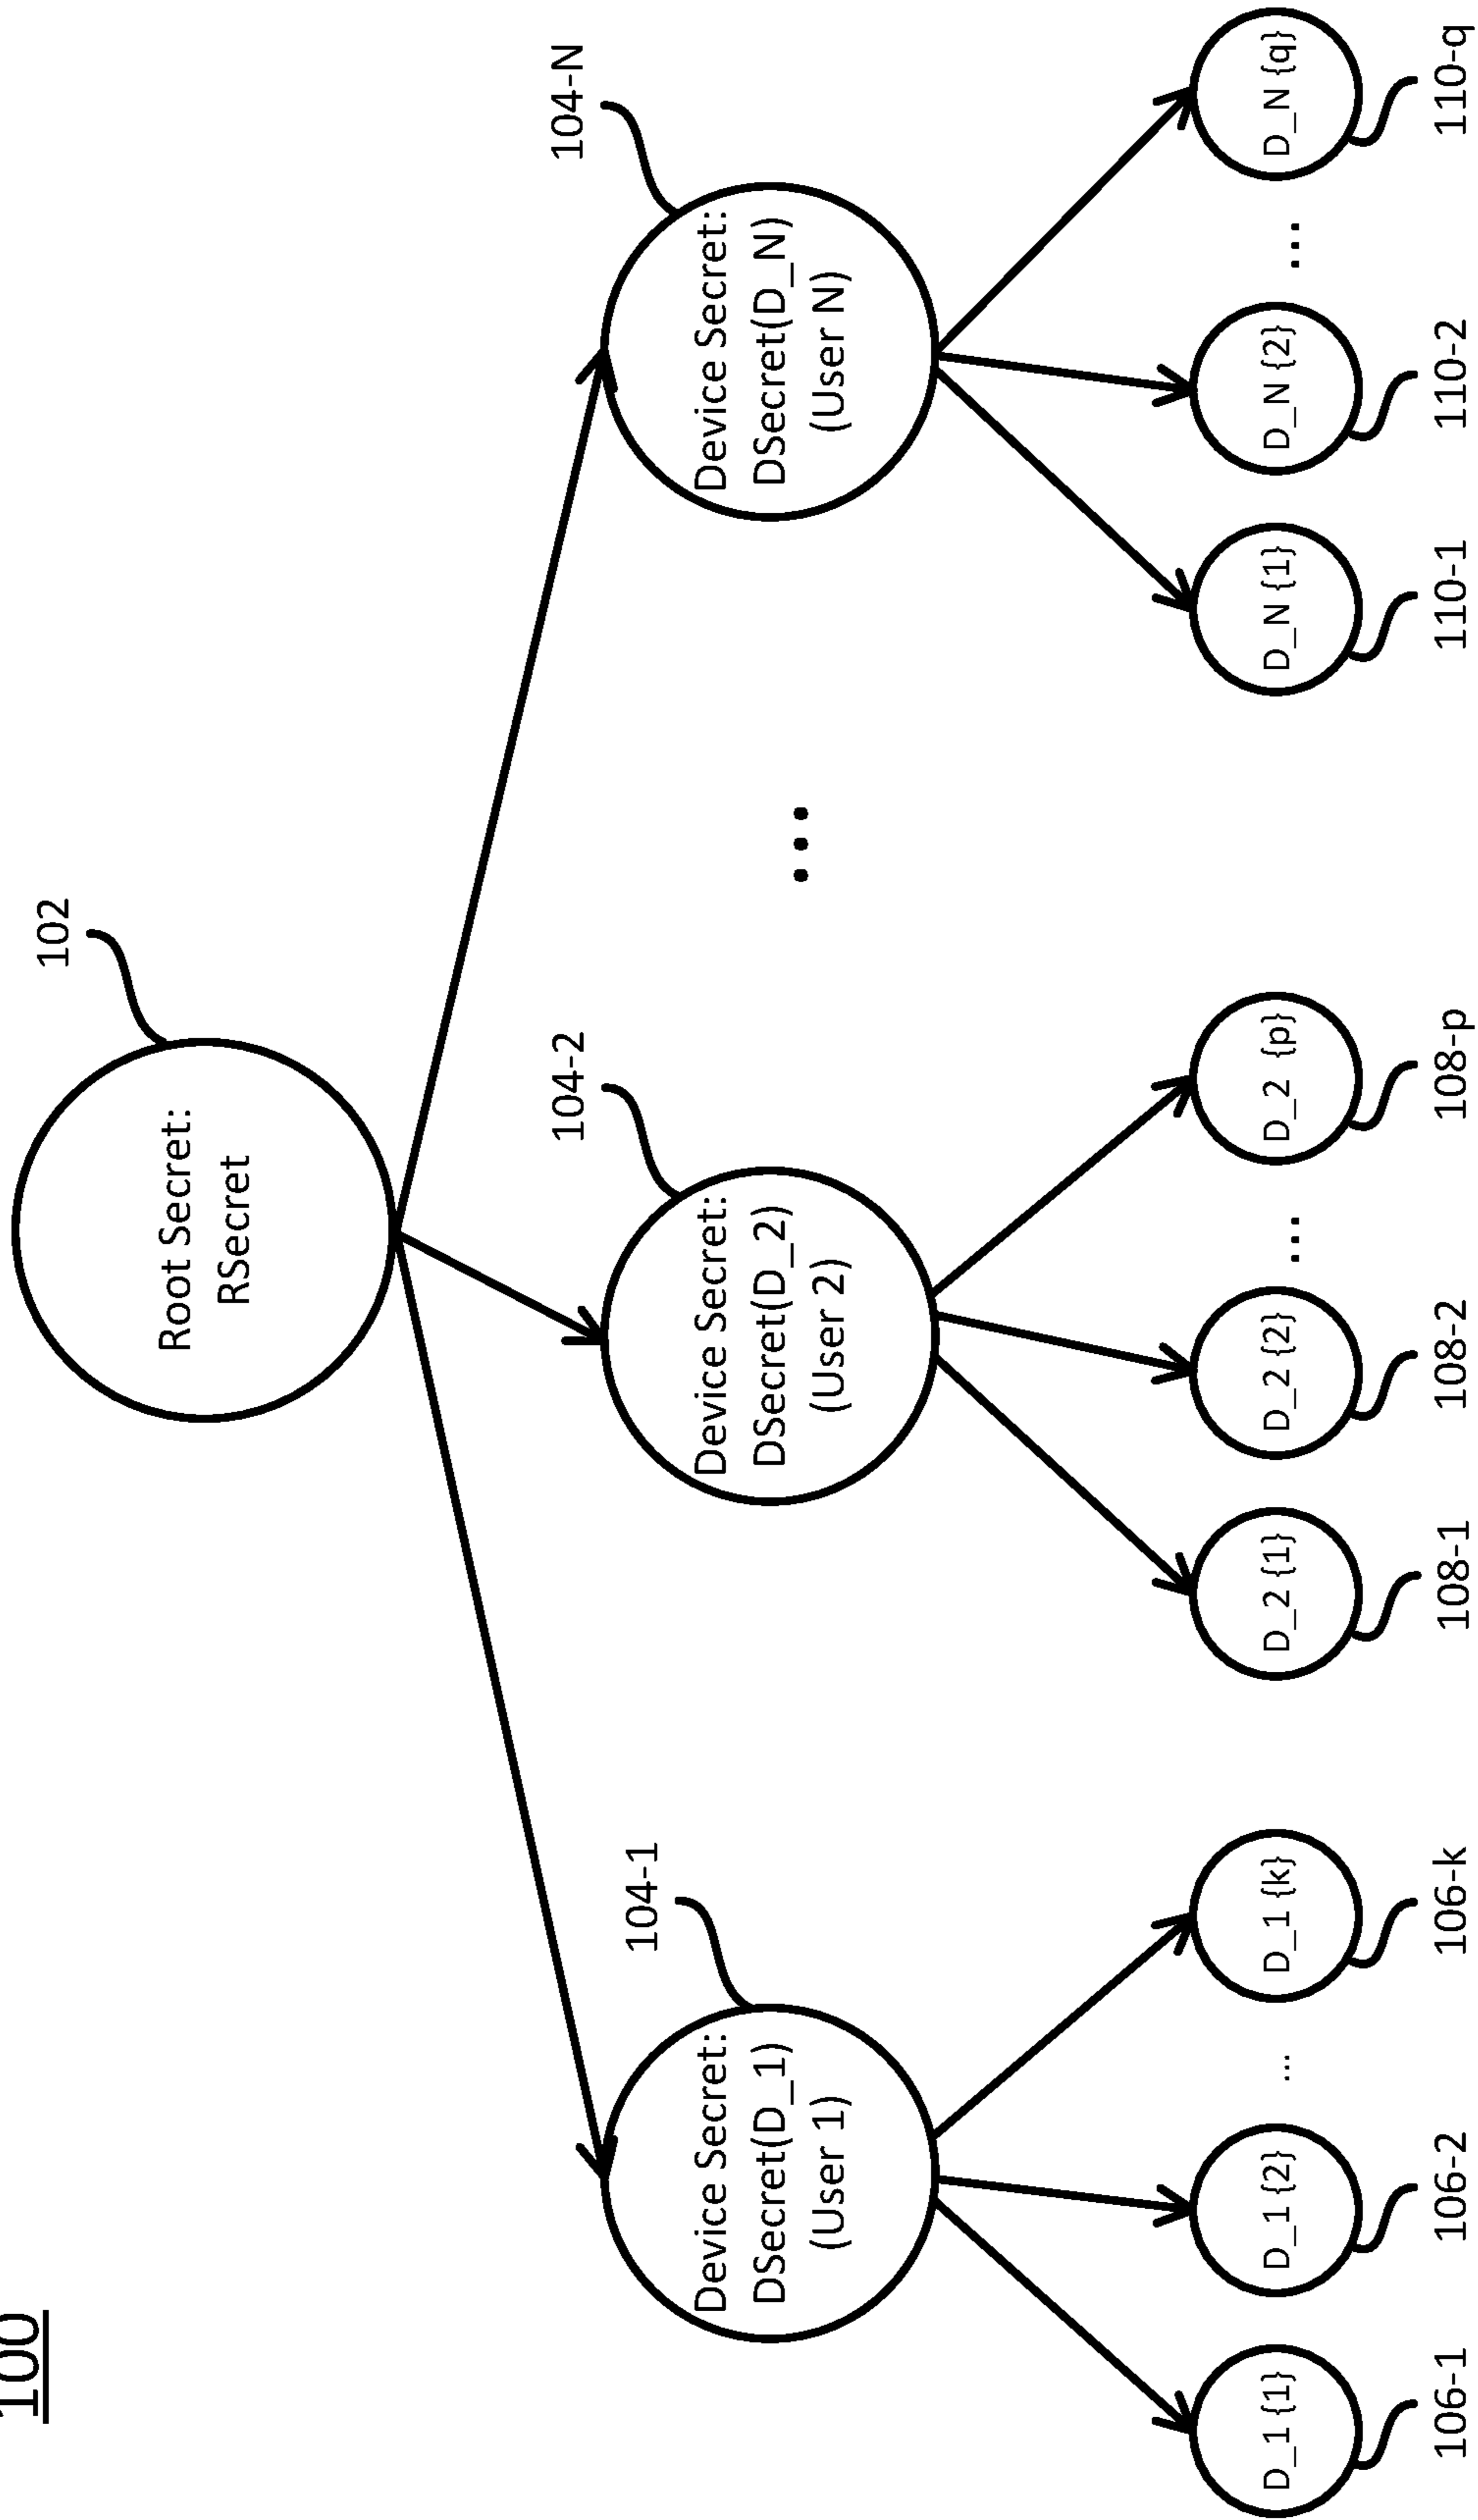 100
102
Root Secret:
RSecret
104-1
104-2
104-N
Device Secret:
DSecret(D_1)
(User 1)
Device Secret:
DSecret(D_2)
(User 2)
...
Device Secret:
DSecret(D_N)
(User N)
D_1 {1}
D_1 {2}
...
D_1 {k}
D_2 {1}
D_2 {2}
...
D_2 {p}
D_N {1}
D_N {2}
...
D_N {q}
106-1
106-2
106-k
108-1
108-2
108-p
110-1
110-2
110-q